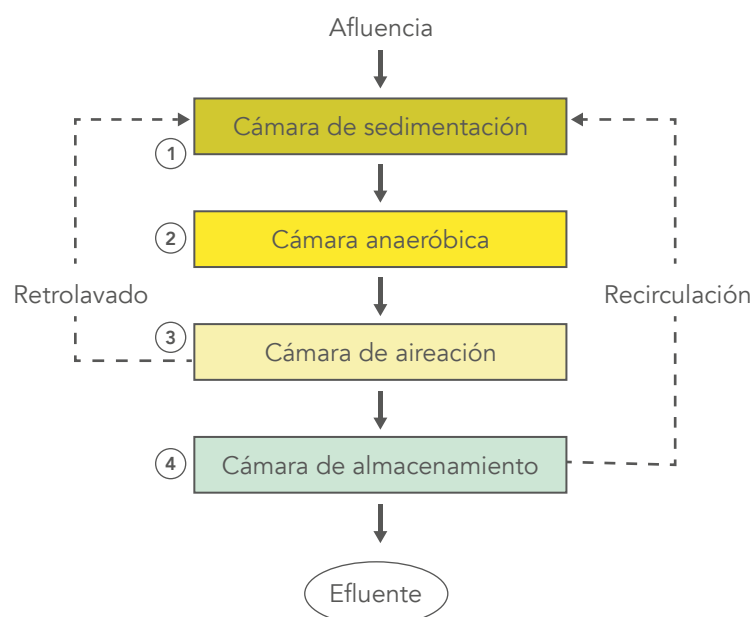 Afluencia
Cámara de sedimentación
1
2
Cámara anaeróbica
Retrolavado
Recirculación
3
Cámara de aireación
4
Cámara de almacenamiento
Efluente